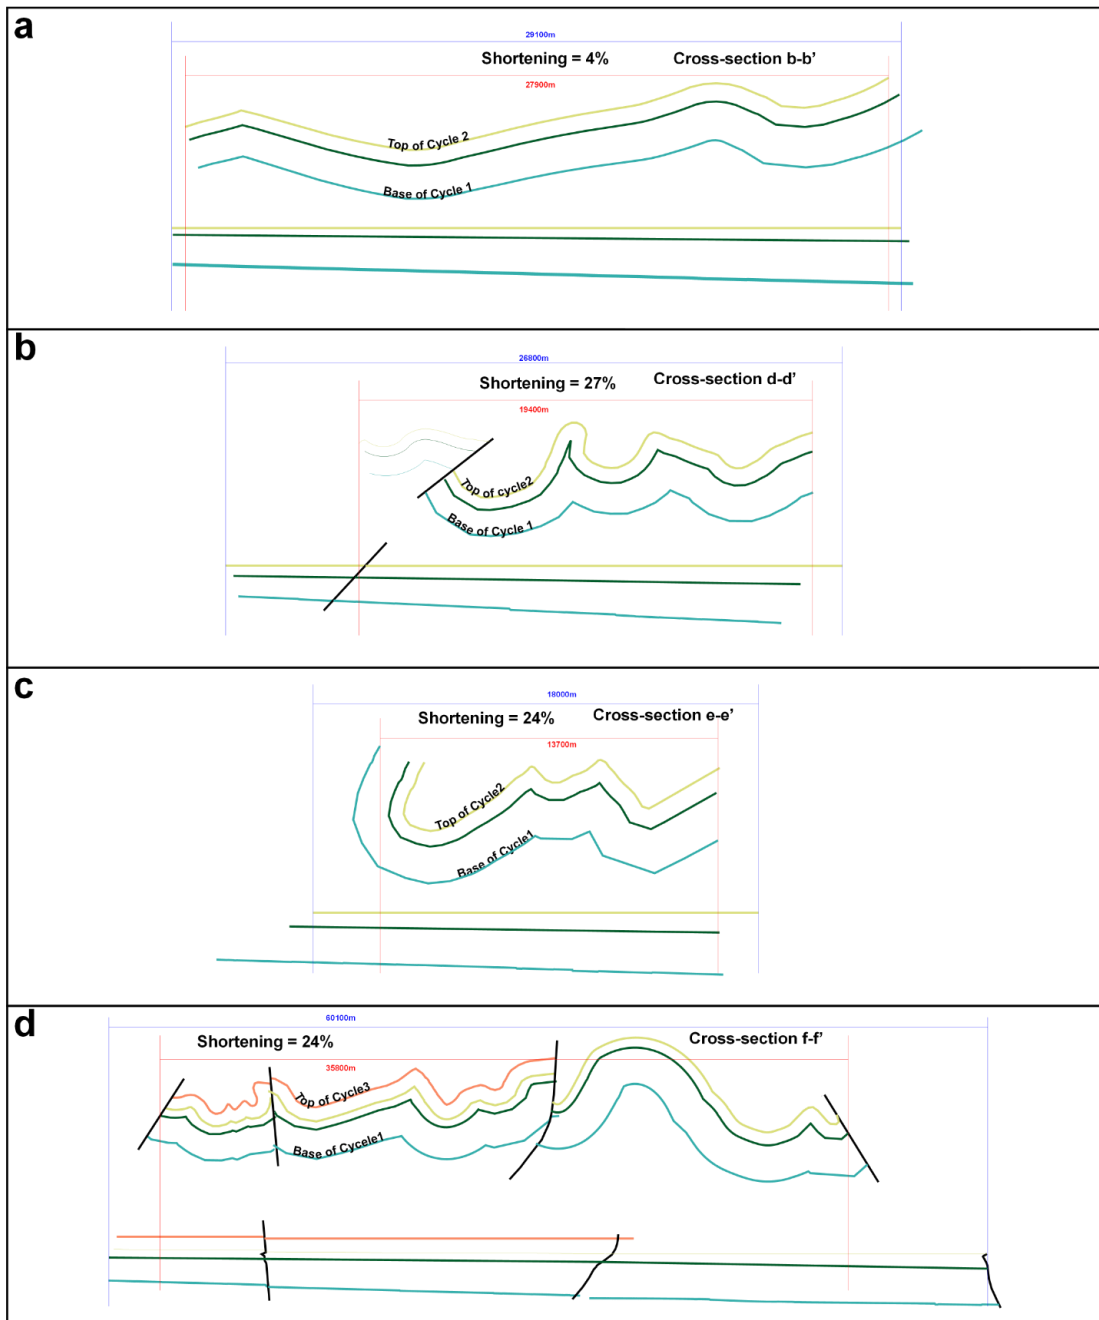 a
29100m
Shortening = 4% Cross-section b-b’
27900m
Top of Cycle 2
Base of Cycle 1
b
26800m
Shortening = 27% Cross-section d-d’
19400m
Top of cycle2
Base of Cycle 1
c
18000m
Shortening = 24% Cross-section e-e’
13700m
Top of Cycle2
Base of Cycle1
d
60100m
Shortening = 24% Cross-section f-f’
35800m
Top of Cycle3
Base of Cycele1